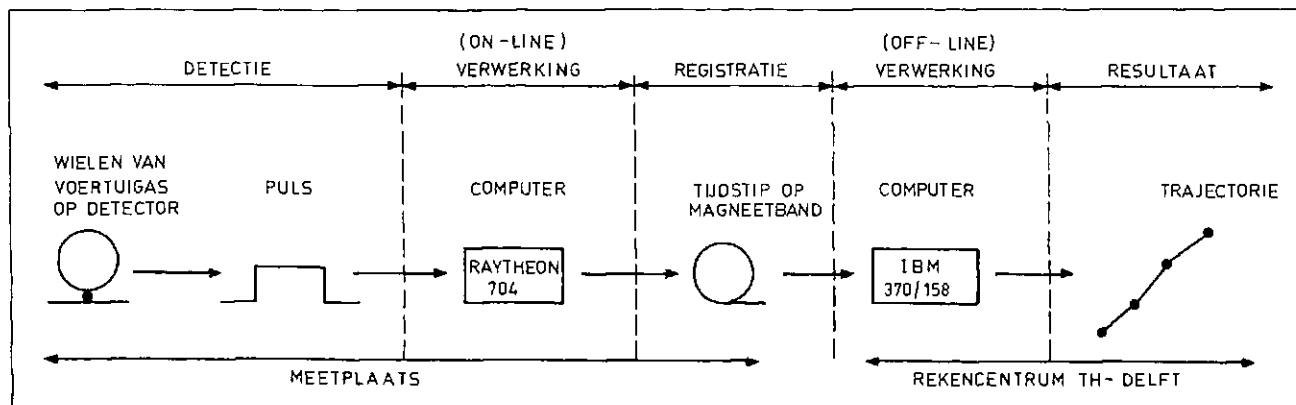 DETECTIE
(ON-LINE)
VERWERKING
REGISTRATIE
(OFF-LINE)
VERWERKING
RESULTAAT
WIELEN VAN
VOERTUIGAS
OP DETECTOR
PULS
COMPUTER
TIJDSTIP OP
MAGNEETBAND
COMPUTER
TRAJECTORIE
RAYTHEON
704
IBM
370/158
MEETPLAATS
REKENCENTRUM TH-DELFT